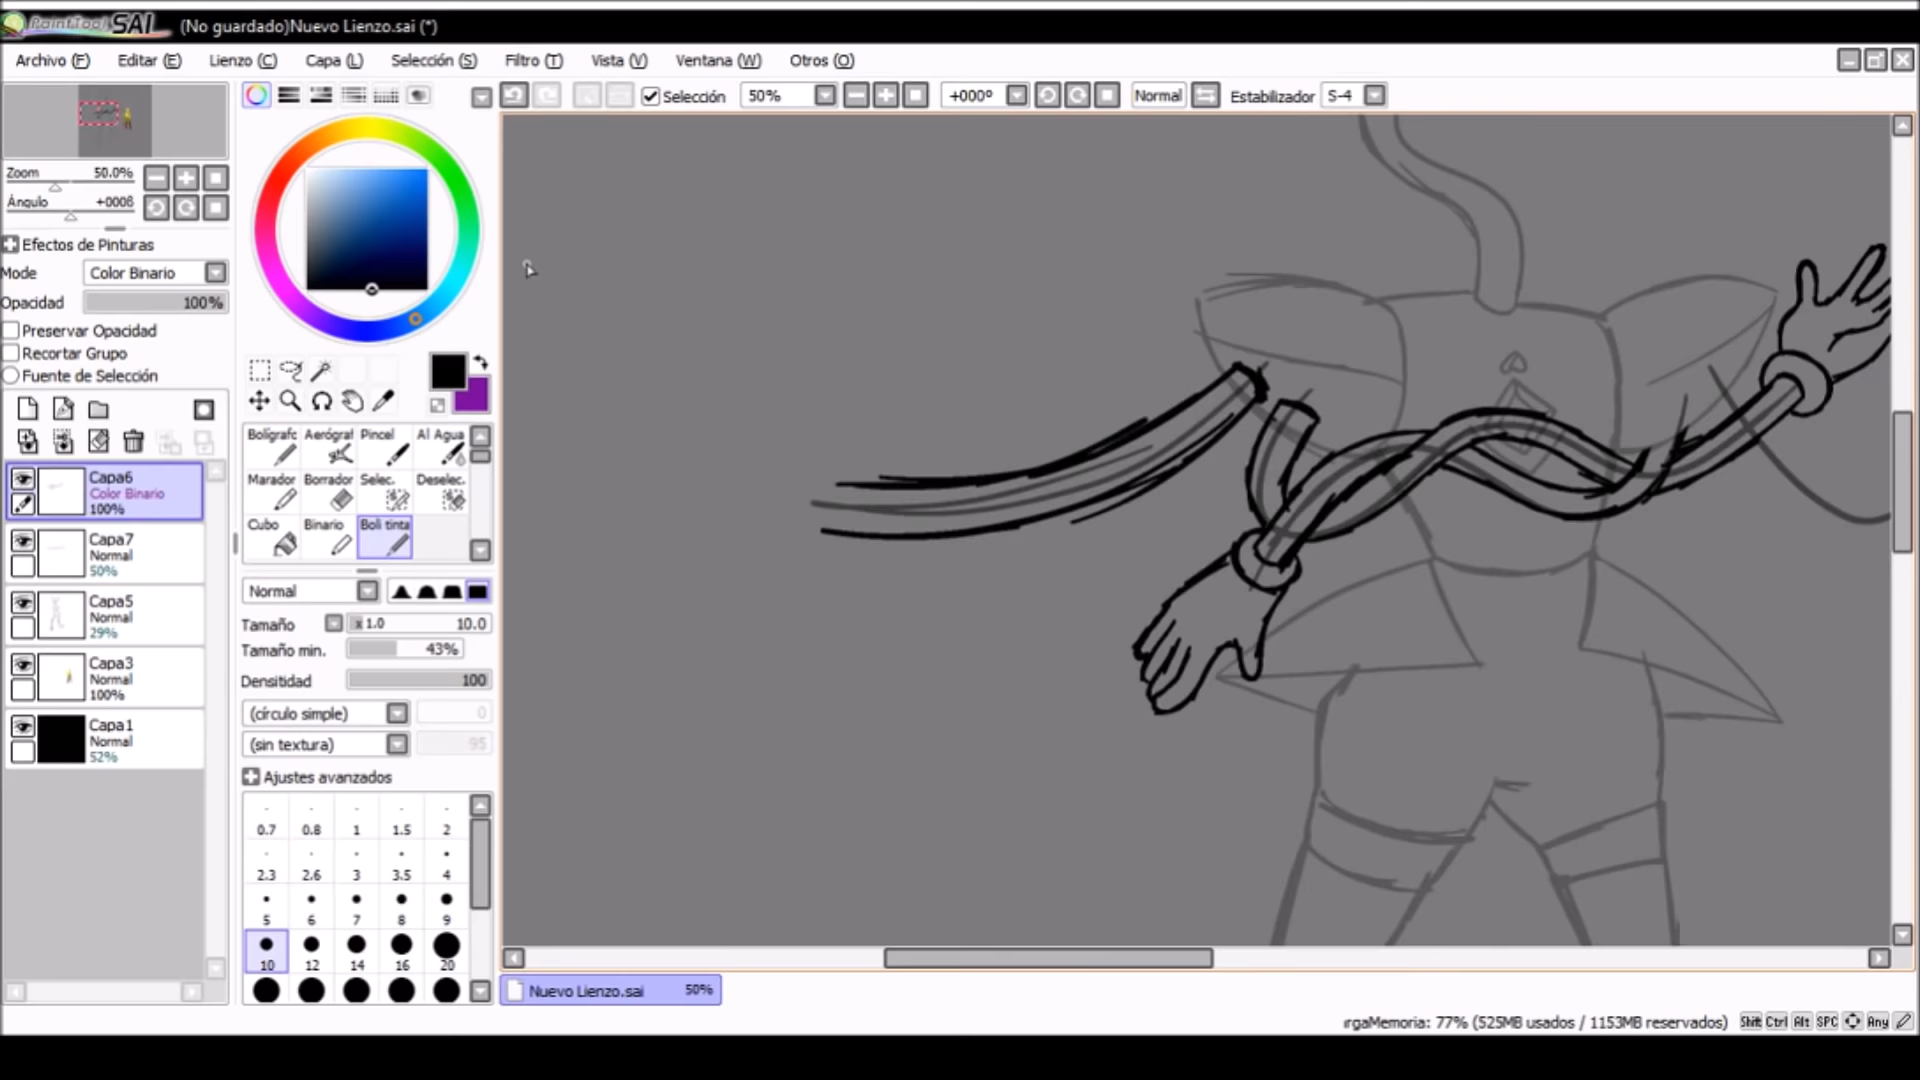 PaintTool SAI (No guardado)Nuevo Lienzo.sai (*)
Archivo (F) Editar (E) Lienzo (C) Capa (L) Selección (S) Filtro (T) Vista (V) Ventana (W) Otros (O)
Selección 50% +000º Normal Estabilizador S-4
Zoom 50.0%
Ángulo +000
Efectos de Pinturas
Mode Color Binario
Opacidad 100%
Preservar Opacidad
Recortar Grupo
Fuente de Selección
Capa6
Color Binario
100%
Capa7
Normal
50%
Capa5
Normal
29%
Capa3
Normal
100%
Capa1
Normal
52%
Bolígrafc Aerógraf Pincel Al Agua
Marador Borrador Selec. Deselec.
Cubo Binario Boli tinta
Normal
Tamaño x 1.0 10.0
Tamaño min. 43%
Densitidad 100
(círculo simple) 0
(sin textura) 95
Ajustes avanzados
0.7 0.8 1 1.5 2
2.3 2.6 3 3.5 4
5 6 7 8 9
10 12 14 16 20
Nuevo Lienzo.sai 50%
rgaMemoria: 77% (525MB usados / 1153MB reservados) Shift Ctrl Alt SPC Any